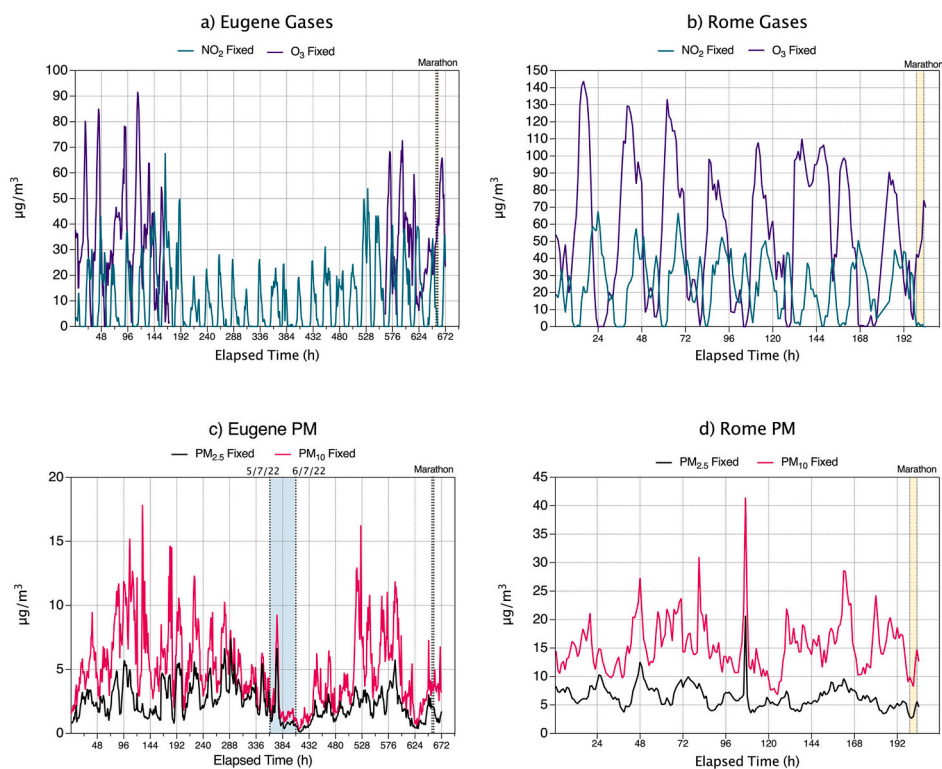 a) Eugene Gases
NO2 Fixed O3 Fixed
Marathon
100
90
80
70
60
50
40
30
20
10
0
µg/m3
48 96 144 192 240 288 336 384 432 480 528 576 624 672
Elapsed Time (h)
b) Rome Gases
NO2 Fixed O3 Fixed
Marathon
150
140
130
120
110
100
90
80
70
60
50
40
30
20
10
0
µg/m3
24 48 72 96 120 144 168 192
Elapsed Time (h)
c) Eugene PM
PM2.5 Fixed PM10 Fixed
5/7/22 6/7/22
Marathon
20
15
10
5
0
µg/m3
48 96 144 192 240 288 336 384 432 480 528 576 624 672
Elapsed Time (h)
d) Rome PM
PM2.5 Fixed PM10 Fixed
Marathon
45
40
35
30
25
20
15
10
5
0
µg/m3
24 48 72 96 120 144 168 192
Elapsed Time (h)